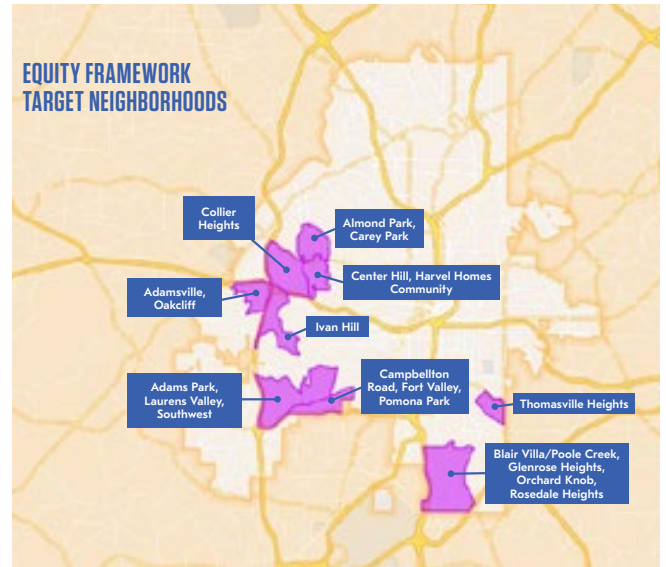 EQUITY FRAMEWORK
TARGET NEIGHBORHOODS
Collier
Heights
Almond Park,
Carey Park
Center Hill, Harvel Homes
Community
Adamsville,
Oakcliff
Ivan Hill
Adams Park,
Laurens Valley,
Southwest
Campbellton
Road, Fort Valley,
Pomona Park
Thomasville Heights
Blair Villa/Poole Creek,
Glenrose Heights,
Orchard Knob,
Rosedale Heights